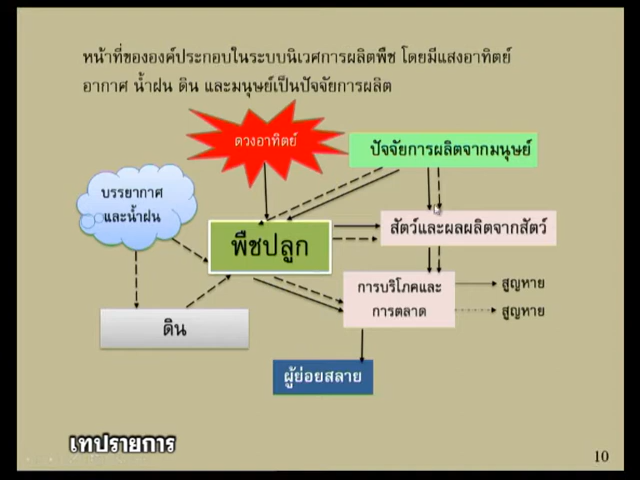 หน้าที่ขององค์ประกอบในระบบนิเวศการผลิตพืช โดยมีแสงอาทิตย์
อากาศ น้ำฝน ดิน และมนุษย์เป็นปัจจัยการผลิต
ดวงอาทิตย์
ปัจจัยการผลิตจากมนุษย์
บรรยากาศ
และน้ำฝน
พืชปลูก
สัตว์และผลผลิตจากสัตว์
การบริโภคและ
การตลาด
สูญหาย
สูญหาย
ดิน
ผู้ย่อยสลาย
เทปรายการ
10